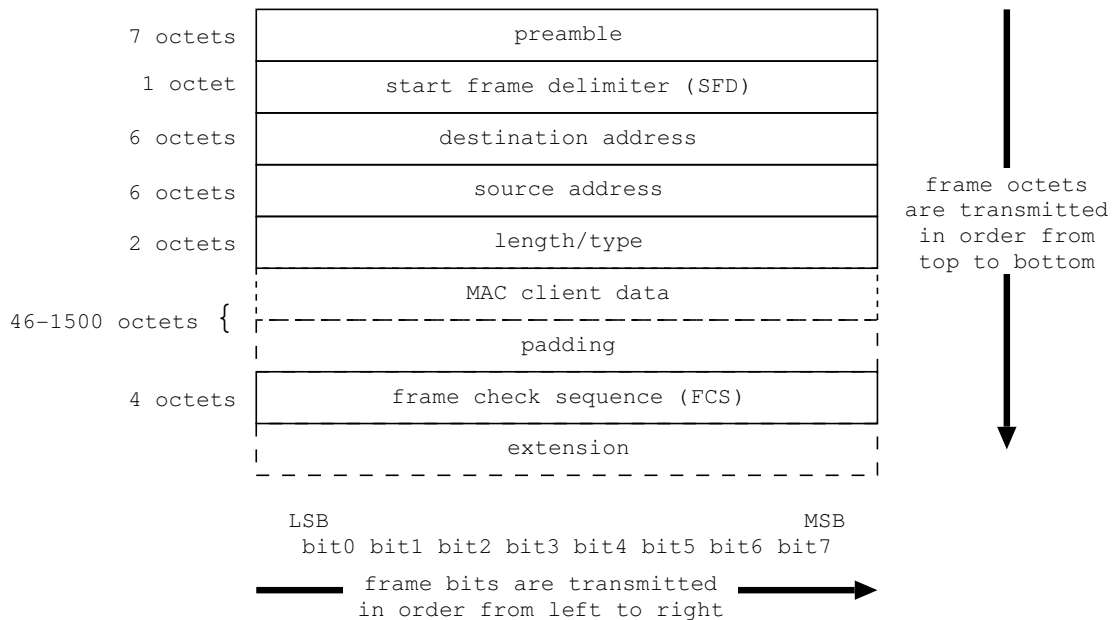 7 octets preamble
1 octet start frame delimiter (SFD)
6 octets destination address
6 octets source address
2 octets length/type
MAC client data
46-1500 octets {
padding
4 octets frame check sequence (FCS)
extension
frame octets
are transmitted
in order from
top to bottom
LSB MSB
bit0 bit1 bit2 bit3 bit4 bit5 bit6 bit7
frame bits are transmitted
in order from left to right